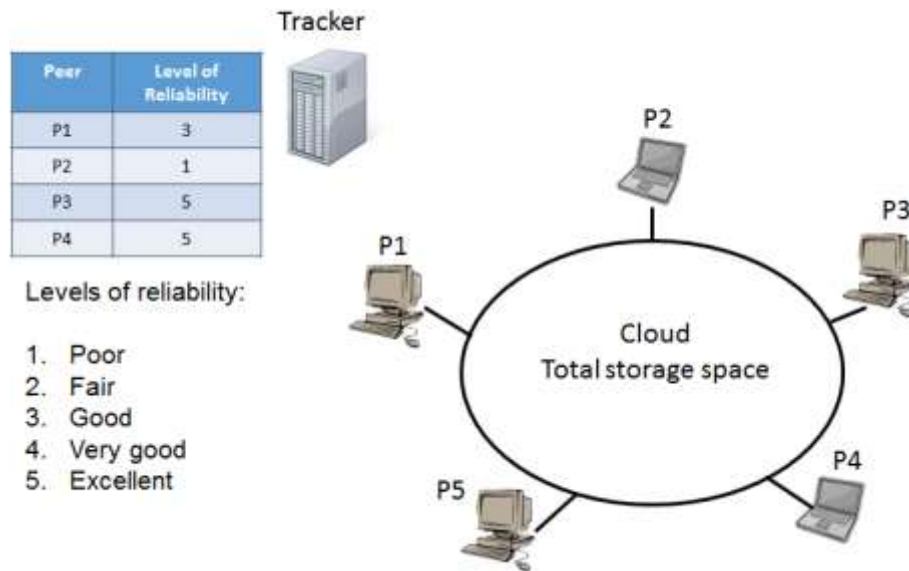 Tracker
Peer Level of Reliability
P1 3
P2 1
P3 5
P4 5
Levels of reliability:
1. Poor
2. Fair
3. Good
4. Very good
5. Excellent
P2
P3
P1
Cloud
Total storage space
P4
P5